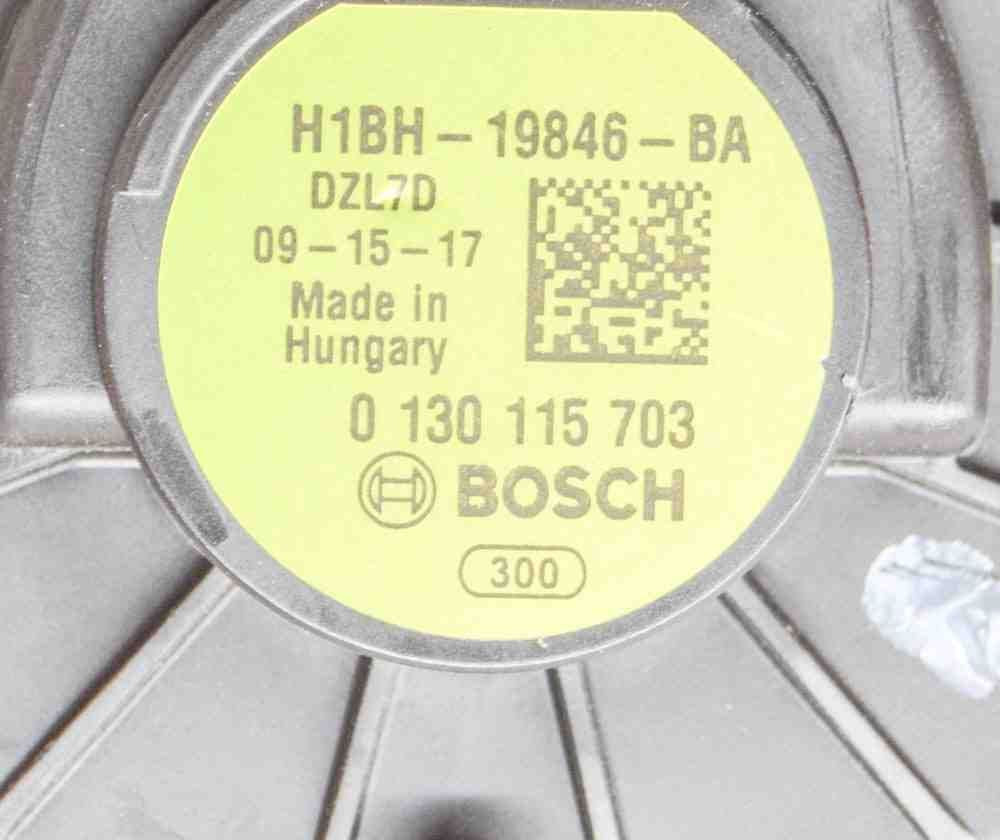 H1BH-19846-BA
DZL7D
09-15-17
Made in
Hungary
0 130 115 703
BOSCH
300